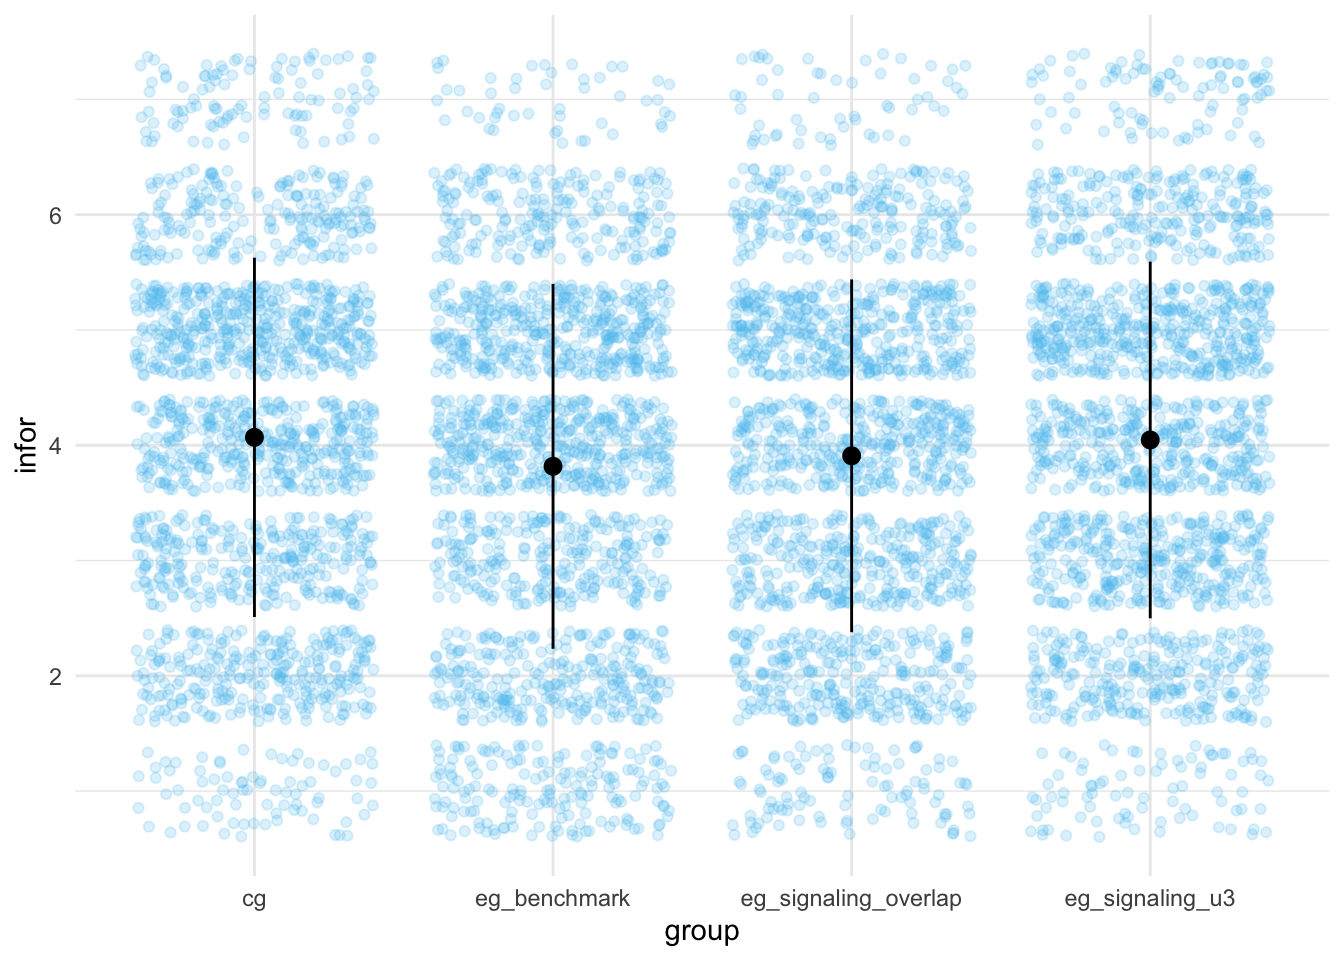 infor
6
4
2
cg
eg_benchmark
eg_signaling_overlap
eg_signaling_u3
group